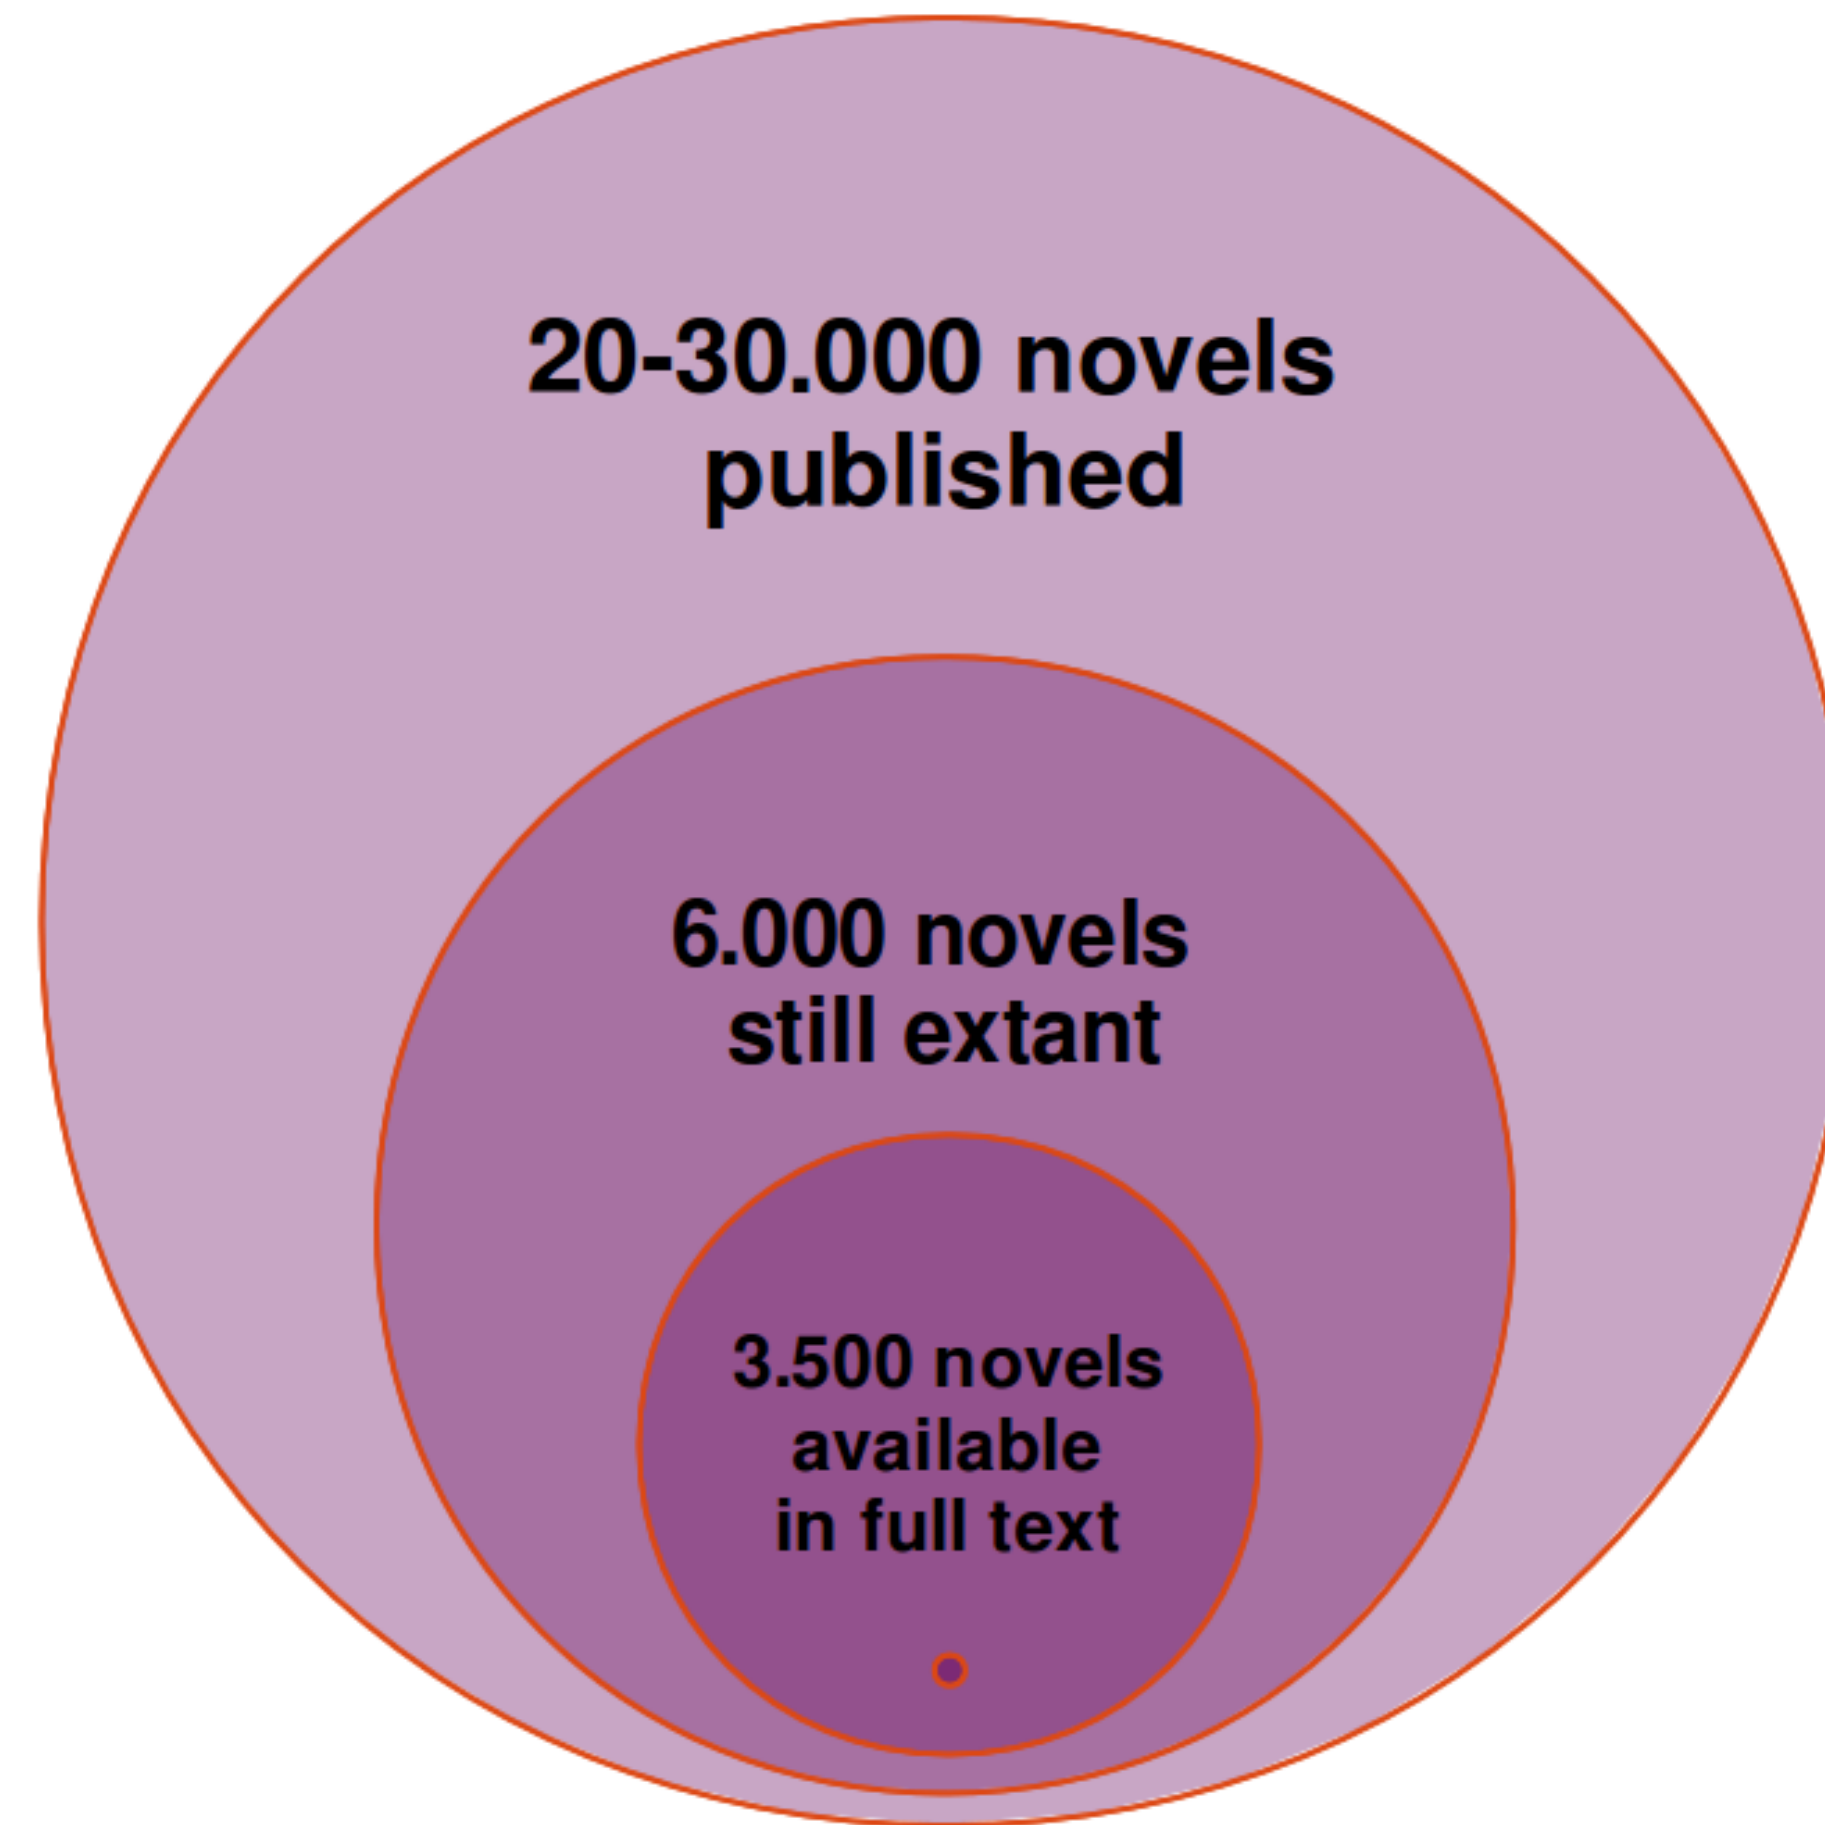 20-30.000 novels
published
6.000 novels
still extant
3.500 novels
available
in full text